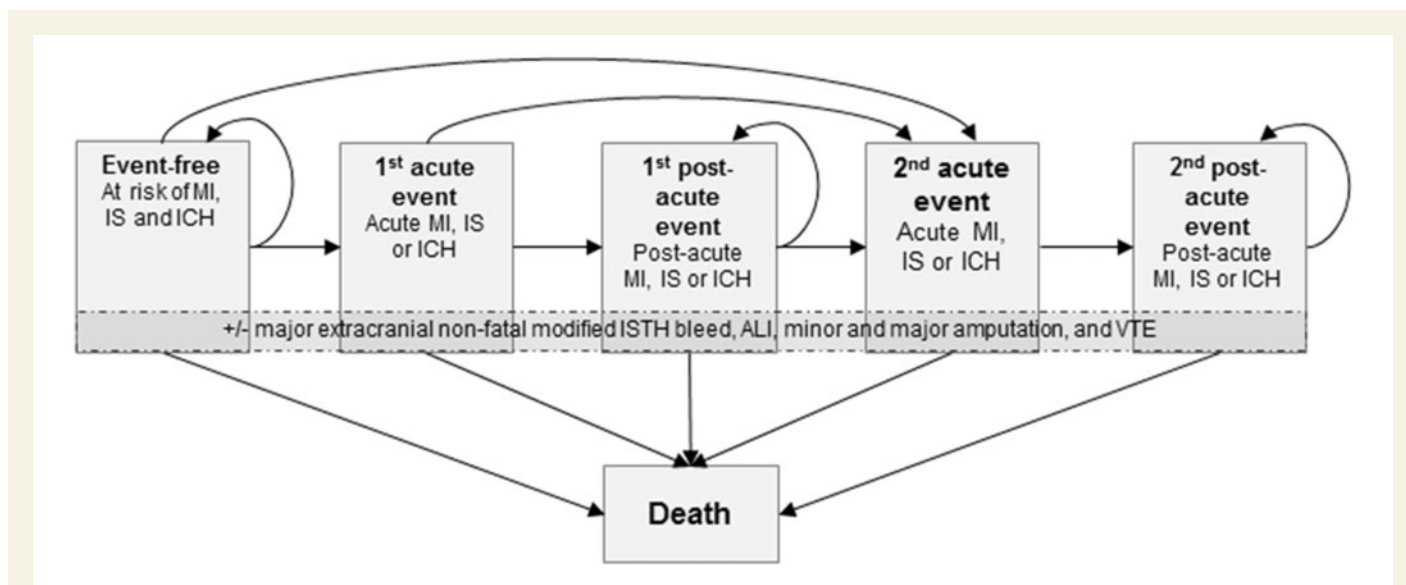 Event-free
At risk of MI,
IS and ICH
1st acute
event
Acute MI, IS
or ICH
1st post-
acute
event
Post-acute
MI, IS or ICH
2nd acute
event
Acute MI,
IS or ICH
2nd post-
acute
event
Post-acute
MI, IS or ICH
+/- major extracranial non-fatal modified ISTH bleed, ALI, minor and major amputation, and VTE
Death